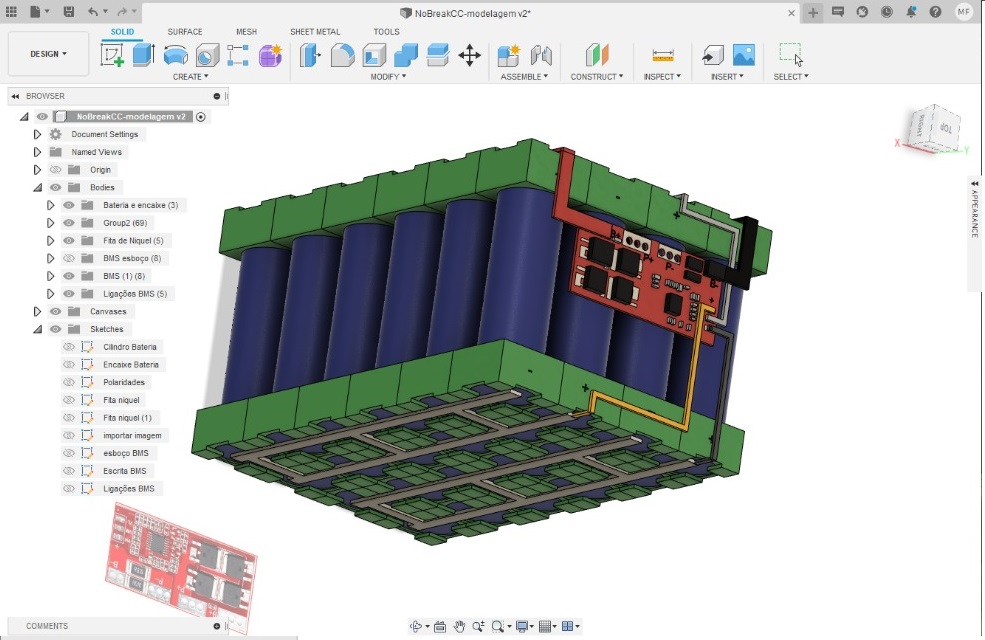 NoBreakCC-modelagem v2*
MF
SOLID SURFACE MESH SHEET METAL TOOLS
DESIGN
CREATE MODIFY ASSEMBLE CONSTRUCT INSPECT INSERT SELECT
BROWSER
NoBreakCC-modelagem v2
Document Settings
Named Views
Origin
Bodies
Bateria e encaixe (3)
Group2 (69)
Fita de Niquel (5)
BMS esboço (8)
BMS (1) (8)
Ligações BMS (5)
Canvases
Sketches
Cilindro Bateria
Encaixe Bateria
Polaridades
Fita niquel
Fita niquel (1)
importar imagem
esboço BMS
Escrita BMS
Ligações BMS
RIGHT
TOP
X
Y
APPEARANCE
B+
P+
P-
B-
COMMENTS